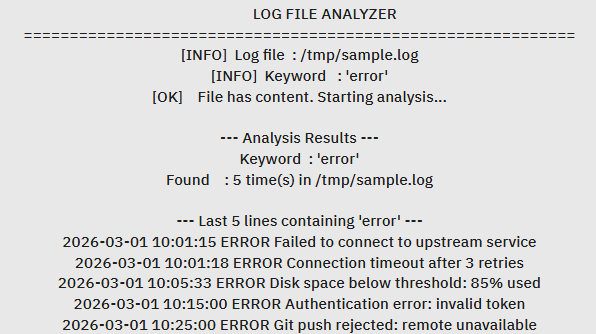 LOG FILE ANALYZER
============================================================
[INFO] Log file : /tmp/sample.log
[INFO] Keyword : 'error'
[OK] File has content. Starting analysis...
--- Analysis Results ---
Keyword : 'error'
Found : 5 time(s) in /tmp/sample.log
--- Last 5 lines containing 'error' ---
2026-03-01 10:01:15 ERROR Failed to connect to upstream service
2026-03-01 10:01:18 ERROR Connection timeout after 3 retries
2026-03-01 10:05:33 ERROR Disk space below threshold: 85% used
2026-03-01 10:15:00 ERROR Authentication error: invalid token
2026-03-01 10:25:00 ERROR Git push rejected: remote unavailable